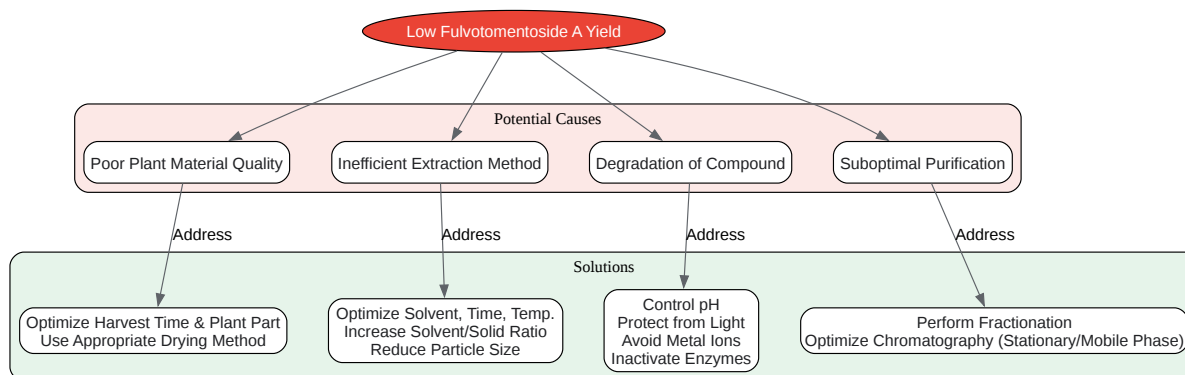 Low Fulvotomentoside A Yield
Potential Causes
Poor Plant Material Quality
Inefficient Extraction Method
Degradation of Compound
Suboptimal Purification
Address
Address
Address
Address
Solutions
Optimize Harvest Time & Plant Part
Use Appropriate Drying Method
Optimize Solvent, Time, Temp.
Increase Solvent/Solid Ratio
Reduce Particle Size
Control pH
Protect from Light
Avoid Metal Ions
Inactivate Enzymes
Perform Fractionation
Optimize Chromatography (Stationary/Mobile Phase)